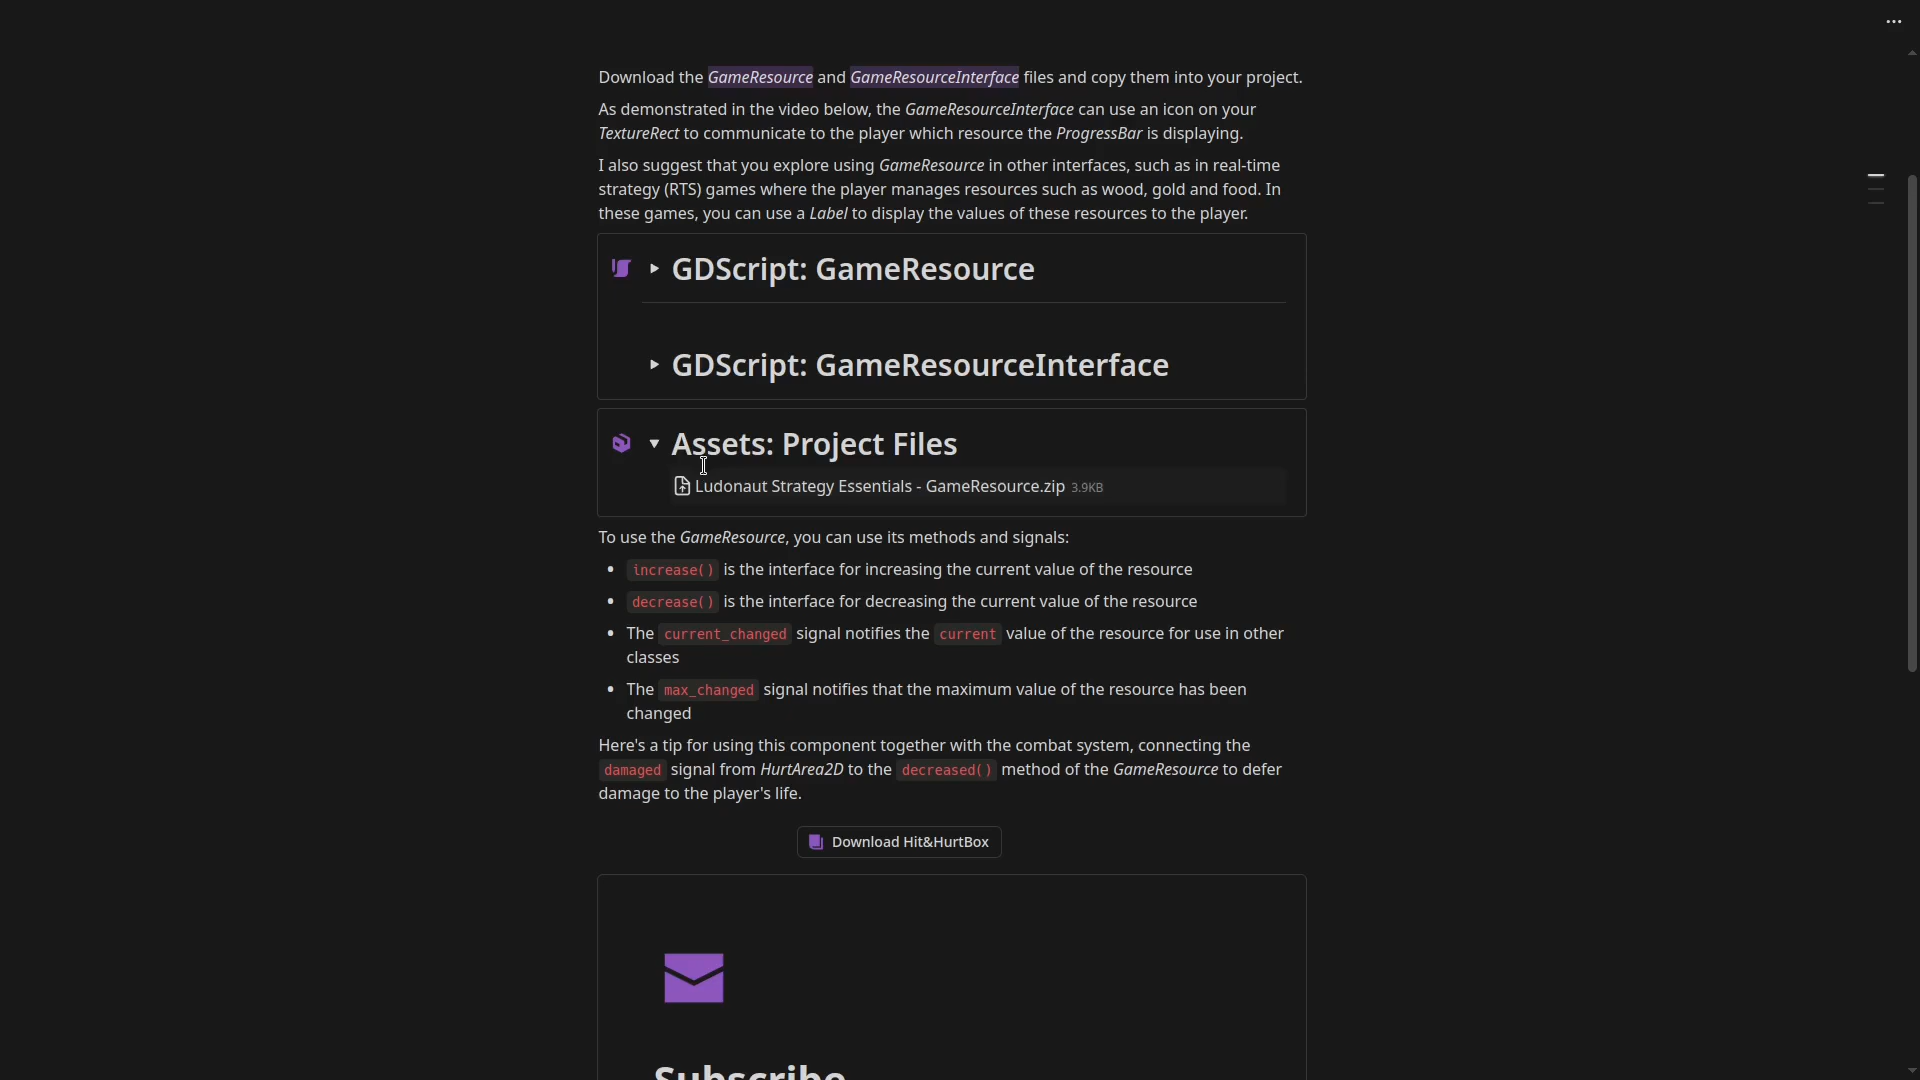 Download the GameResource and GameResourceInterface files and copy them into your project.
As demonstrated in the video below, the GameResourceInterface can use an icon on your
TextureRect to communicate to the player which resource the ProgressBar is displaying.
I also suggest that you explore using GameResource in other interfaces, such as in real-time
strategy (RTS) games where the player manages resources such as wood, gold and food. In
these games, you can use a Label to display the values of these resources to the player.
GDScript: GameResource
GDScript: GameResourceInterface
Assets: Project Files
Ludonaut Strategy Essentials - GameResource.zip 3.9KB
To use the GameResource, you can use its methods and signals:
• increase() is the interface for increasing the current value of the resource
• decrease() is the interface for decreasing the current value of the resource
• The current_changed signal notifies the current value of the resource for use in other
classes
• The max_changed signal notifies that the maximum value of the resource has been
changed
Here's a tip for using this component together with the combat system, connecting the
damaged signal from HurtArea2D to the decreased() method of the GameResource to defer
damage to the player's life.
Download Hit&HurtBox
Subscribe